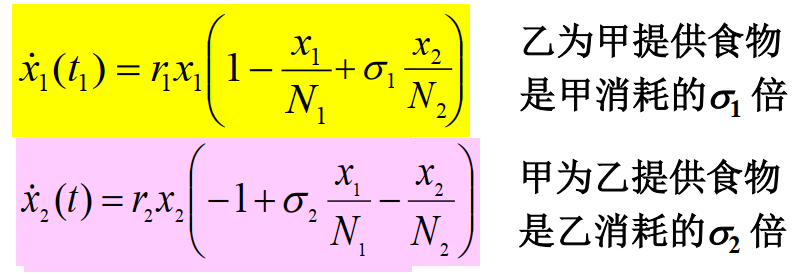 ẋ₁(t₁) = r₁x₁(1 − x₁/N₁ + σ₁ x₂/N₂)
乙为甲提供食物
是甲消耗的σ₁ 倍
ẋ₂(t) = r₂x₂(−1 + σ₂ x₁/N₁ − x₂/N₂)
甲为乙提供食物
是乙消耗的σ₂ 倍